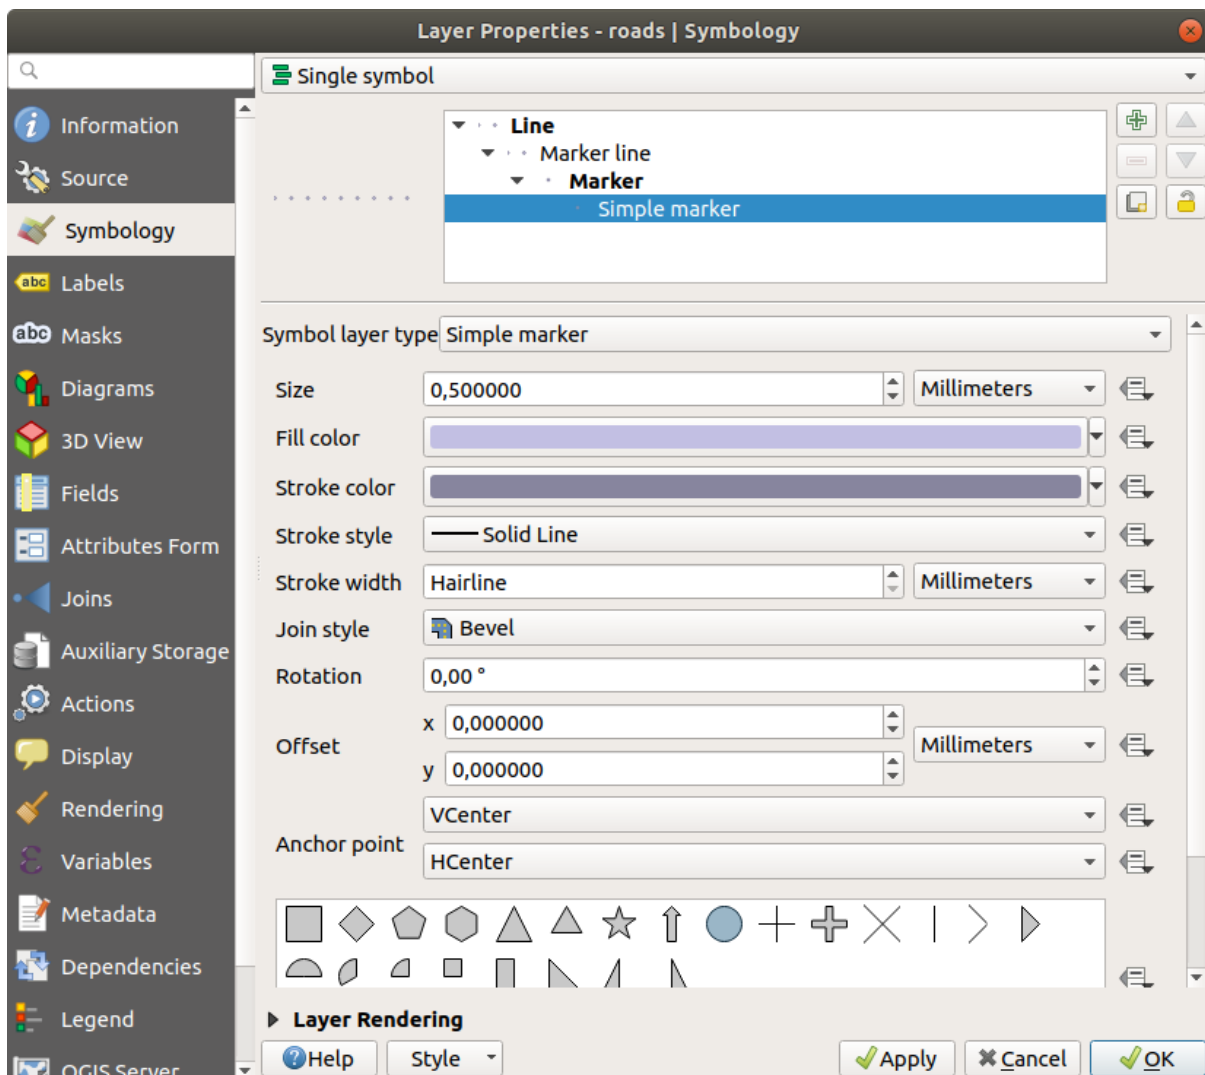 Layer Properties - roads | Symbology
Information
Source
Symbology
abc Labels
abc Masks
Diagrams
3D View
Fields
Attributes Form
Joins
Auxiliary Storage
Actions
Display
Rendering
Variables
Metadata
Dependencies
Legend
QGIS Server
Single symbol
Line
Marker line
Marker
Simple marker
Symbol layer type Simple marker
Size 0,500000 Millimeters
Fill color
Stroke color
Stroke style Solid Line
Stroke width Hairline Millimeters
Join style Bevel
Rotation 0,00 °
Offset x 0,000000 Millimeters
y 0,000000
Anchor point VCenter
HCenter
Layer Rendering
Help Style Apply Cancel OK